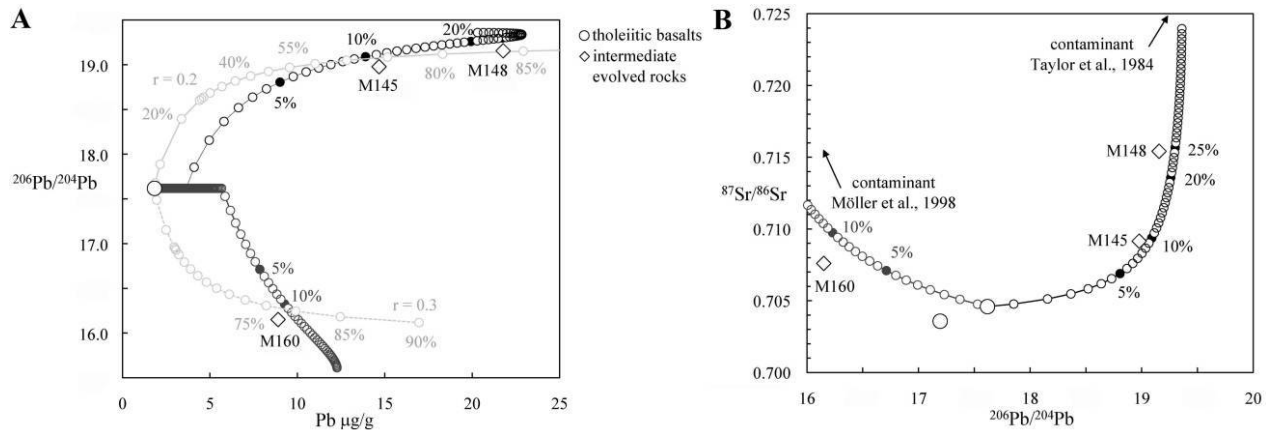 A
19.0
18.0
17.0
16.0
206Pb/204Pb
0
5
10
15
20
25
Pb µg/g
r = 0.2
20%
40%
55%
80%
85%
5%
10%
20%
M145
M148
5%
10%
75%
85%
90%
r = 0.3
M160
tholeiitic basalts
intermediate
evolved rocks
B
0.725
0.720
0.715
0.710
0.705
0.700
87Sr/86Sr
16
17
18
19
20
206Pb/204Pb
contaminant
Taylor et al., 1984
contaminant
Möller et al., 1998
M148
25%
20%
M145
10%
5%
10%
5%
M160